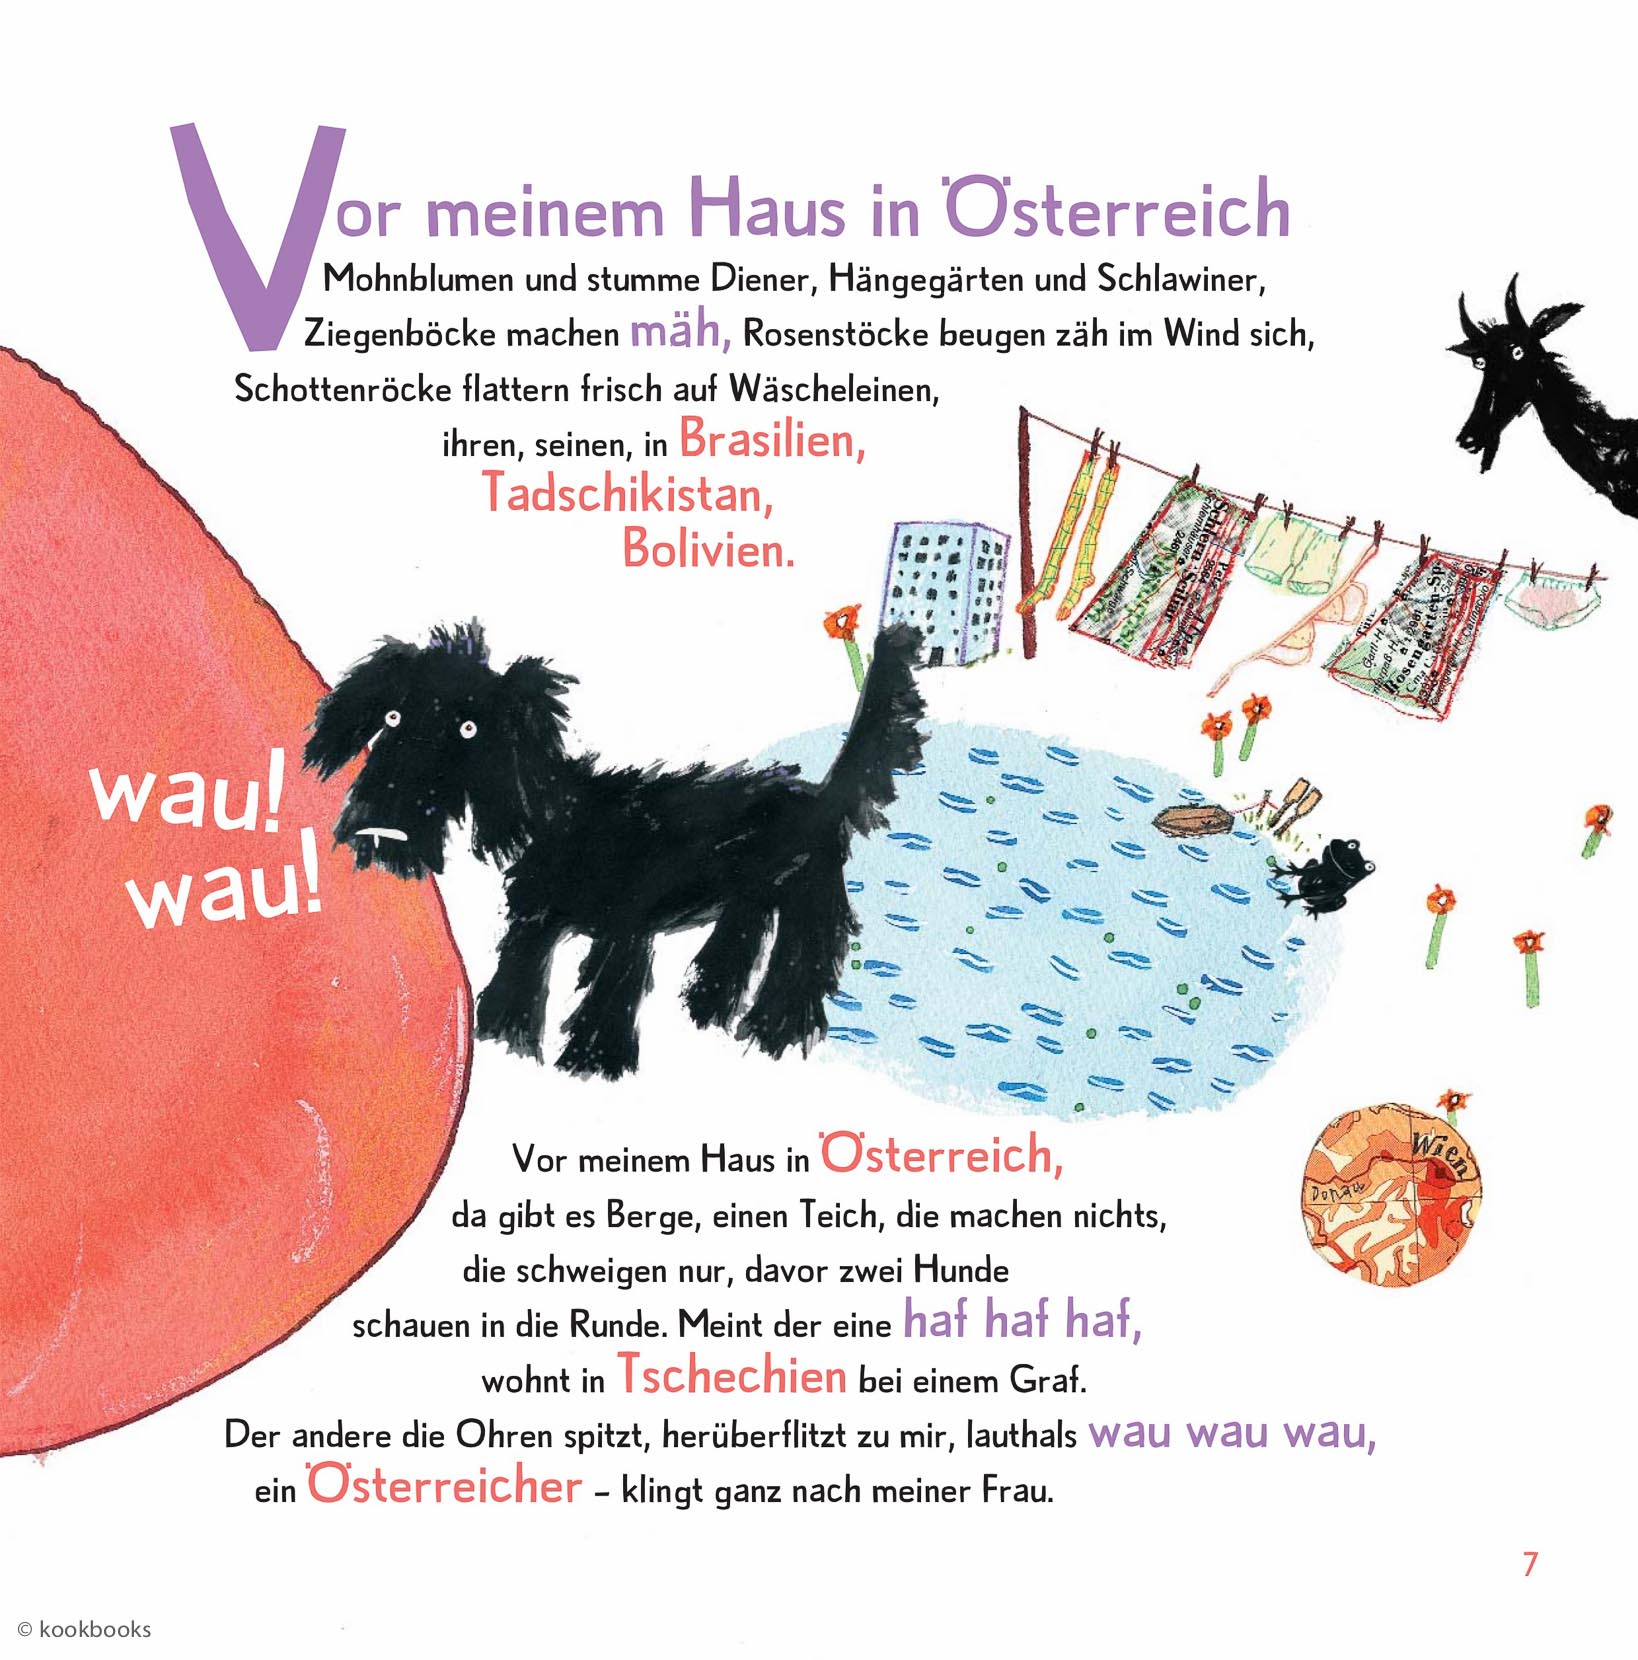 Vor meinem Haus in Österreich
Mohnblumen und stumme Diener, Hängegärten und Schlawiner,
Ziegenböcke machen mäh, Rosenstöcke beugen zäh im Wind sich,
Schottenröcke flattern frisch auf Wäscheleinen,
ihren, seinen, in Brasilien,
Tadschikistan,
Bolivien.
wau!
wau!
Rosengarten-Sp
Wien
Donau
Vor meinem Haus in Österreich,
da gibt es Berge, einen Teich, die machen nichts,
die schweigen nur, davor zwei Hunde
schauen in die Runde. Meint der eine haf haf haf,
wohnt in Tschechien bei einem Graf.
Der andere die Ohren spitzt, herüberflitzt zu mir, lauthals wau wau wau,
ein Österreicher – klingt ganz nach meiner Frau.
7
© kookbooks